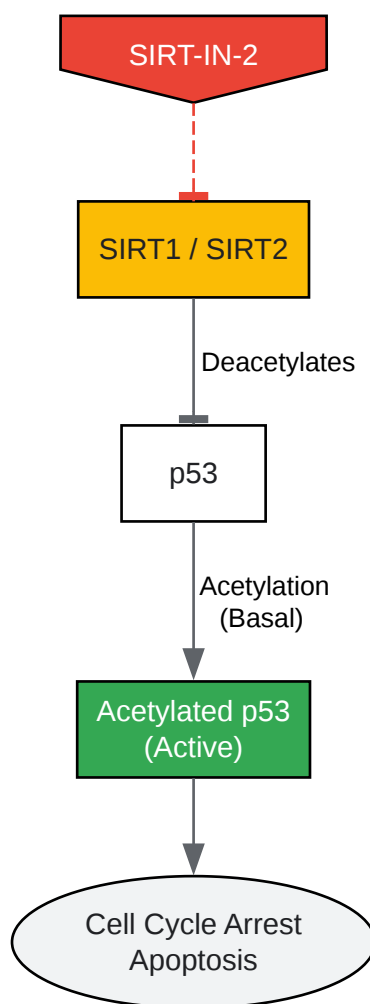 SIRT-IN-2
SIRT1 / SIRT2
Deacetylates
p53
Acetylation
(Basal)
Acetylated p53
(Active)
Cell Cycle Arrest
Apoptosis